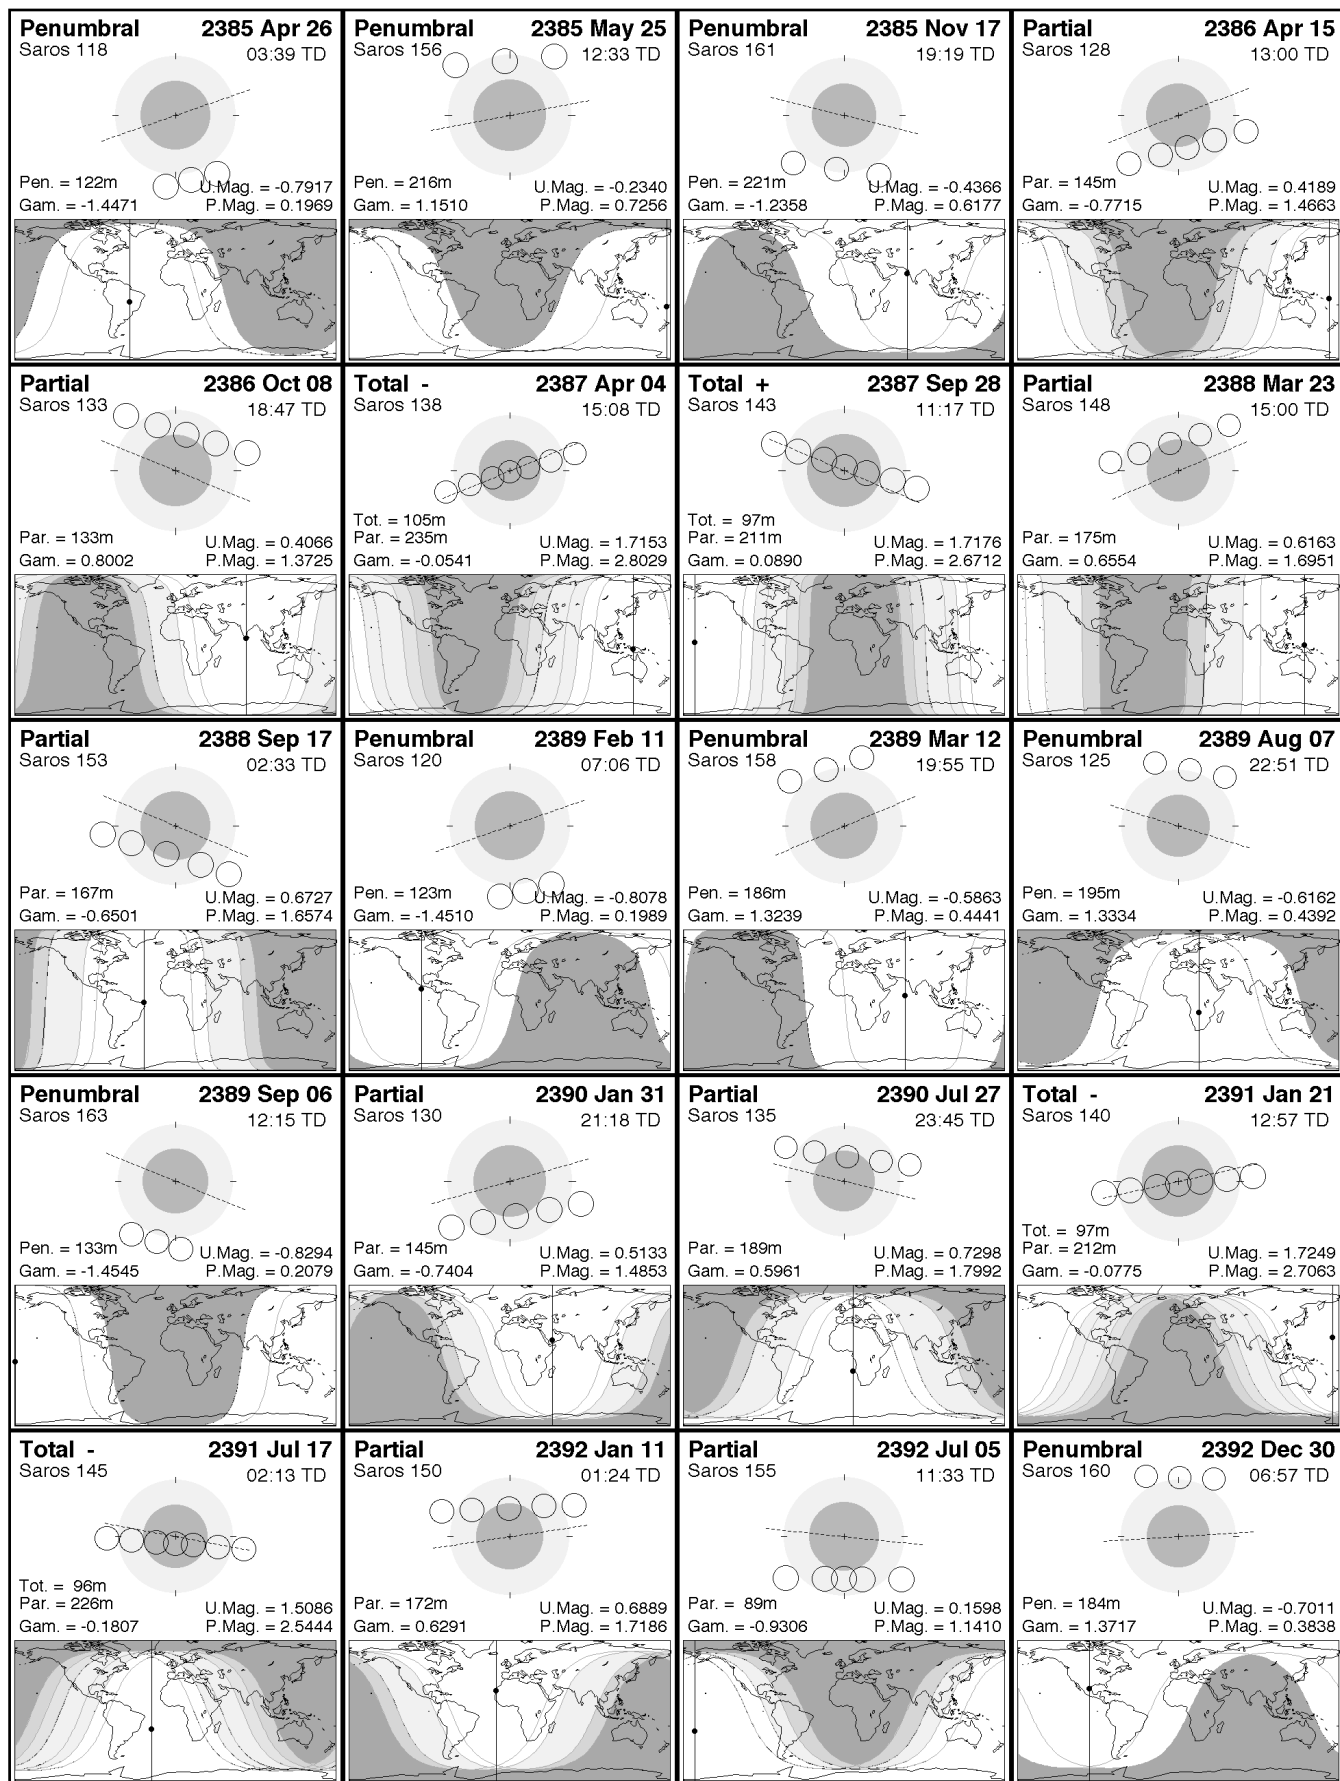 Penumbral 2385 Apr 26
Saros 118 03:39 TD
Pen. = 122m U.Mag. = -0.7917
Gam. = -1.4471 P.Mag. = 0.1969
Penumbral 2385 May 25
Saros 156 12:33 TD
Pen. = 216m U.Mag. = -0.2340
Gam. = 1.1510 P.Mag. = 0.7256
Penumbral 2385 Nov 17
Saros 161 19:19 TD
Pen. = 221m U.Mag. = -0.4366
Gam. = -1.2358 P.Mag. = 0.6177
Partial 2386 Apr 15
Saros 128 13:00 TD
Par. = 145m U.Mag. = 0.4189
Gam. = -0.7715 P.Mag. = 1.4663
Partial 2386 Oct 08
Saros 133 18:47 TD
Par. = 133m U.Mag. = 0.4066
Gam. = 0.8002 P.Mag. = 1.3725
Total - 2387 Apr 04
Saros 138 15:08 TD
Tot. = 105m
Par. = 235m U.Mag. = 1.7153
Gam. = -0.0541 P.Mag. = 2.8029
Total + 2387 Sep 28
Saros 143 11:17 TD
Tot. = 97m
Par. = 211m U.Mag. = 1.7176
Gam. = 0.0890 P.Mag. = 2.6712
Partial 2388 Mar 23
Saros 148 15:00 TD
Par. = 175m U.Mag. = 0.6163
Gam. = 0.6554 P.Mag. = 1.6951
Partial 2388 Sep 17
Saros 153 02:33 TD
Par. = 167m U.Mag. = 0.6727
Gam. = -0.6501 P.Mag. = 1.6574
Penumbral 2389 Feb 11
Saros 120 07:06 TD
Pen. = 123m U.Mag. = -0.8078
Gam. = -1.4510 P.Mag. = 0.1989
Penumbral 2389 Mar 12
Saros 158 19:55 TD
Pen. = 186m U.Mag. = -0.5863
Gam. = 1.3239 P.Mag. = 0.4441
Penumbral 2389 Aug 07
Saros 125 22:51 TD
Pen. = 195m U.Mag. = -0.6162
Gam. = 1.3334 P.Mag. = 0.4392
Penumbral 2389 Sep 06
Saros 163 12:15 TD
Pen. = 133m U.Mag. = -0.8294
Gam. = -1.4545 P.Mag. = 0.2079
Partial 2390 Jan 31
Saros 130 21:18 TD
Par. = 145m U.Mag. = 0.5133
Gam. = -0.7404 P.Mag. = 1.4853
Partial 2390 Jul 27
Saros 135 23:45 TD
Par. = 189m U.Mag. = 0.7298
Gam. = 0.5961 P.Mag. = 1.7992
Total - 2391 Jan 21
Saros 140 12:57 TD
Tot. = 97m
Par. = 212m U.Mag. = 1.7249
Gam. = -0.0775 P.Mag. = 2.7063
Total - 2391 Jul 17
Saros 145 02:13 TD
Tot. = 96m
Par. = 226m U.Mag. = 1.5086
Gam. = -0.1807 P.Mag. = 2.5444
Partial 2392 Jan 11
Saros 150 01:24 TD
Par. = 172m U.Mag. = 0.6889
Gam. = 0.6291 P.Mag. = 1.7186
Partial 2392 Jul 05
Saros 155 11:33 TD
Par. = 89m U.Mag. = 0.1598
Gam. = -0.9306 P.Mag. = 1.1410
Penumbral 2392 Dec 30
Saros 160 06:57 TD
Pen. = 184m U.Mag. = -0.7011
Gam. = 1.3717 P.Mag. = 0.3838